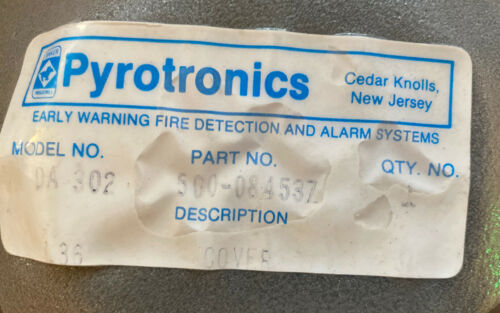 Pyrotronics
Cedar Knolls,
New Jersey
EARLY WARNING FIRE DETECTION AND ALARM SYSTEMS
MODEL NO. PART NO. QTY. NO.
DA-302 500-084537
DESCRIPTION
36 COVER